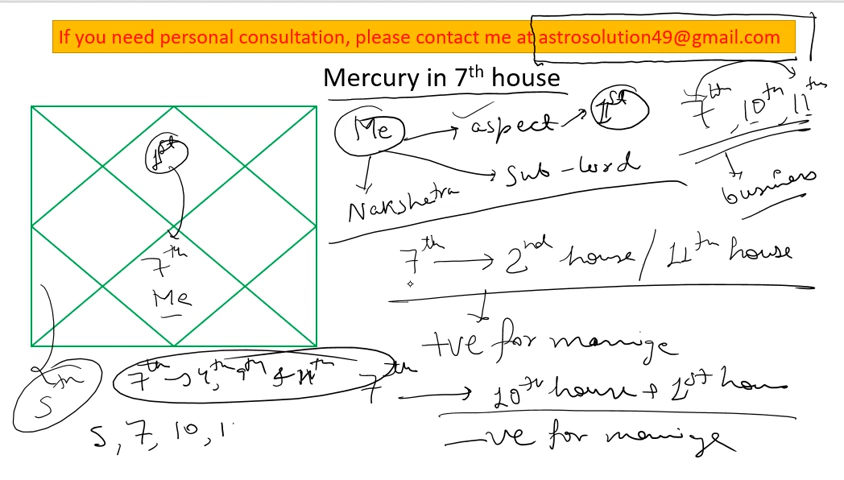 If you need personal consultation, please contact me at astrosolution49@gmail.com
Mercury in 7th house
Me → aspect → 1st
7th, 10th, 11th
business
Nakshetra
Sub-lord
1st
7th
Me
7th → 2nd house / 11th house
+ve for marriage
5th
7th → 4th, 9th & 11th
7th → 10th house + 1st hou
-ve for marriage
5, 7, 10, 1